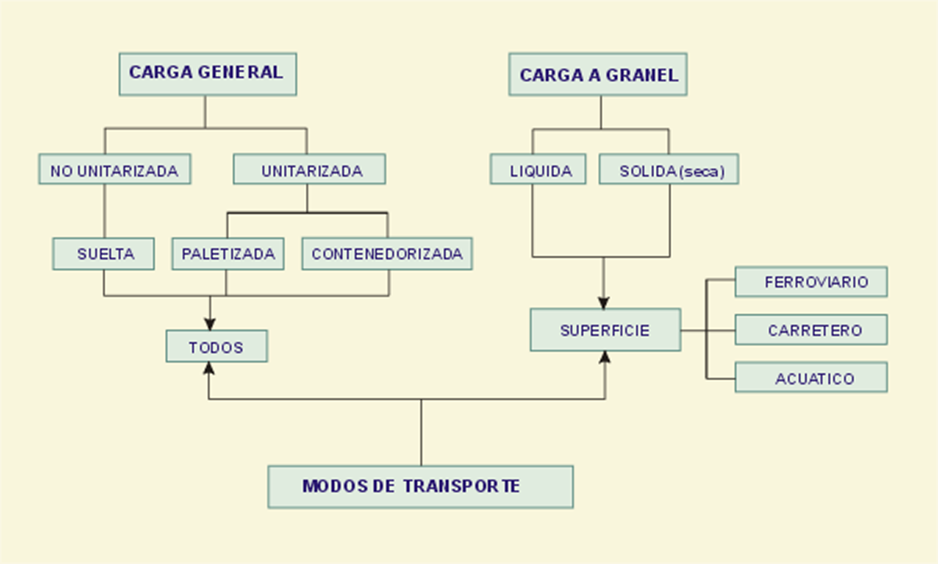 CARGA GENERAL
CARGA A GRANEL
NO UNITARIZADA
UNITARIZADA
LIQUIDA
SOLIDA(seca)
SUELTA
PALETIZADA
CONTENEDORIZADA
FERROVIARIO
SUPERFICIE
CARRETERO
TODOS
ACUATICO
MODOS DE TRANSPORTE